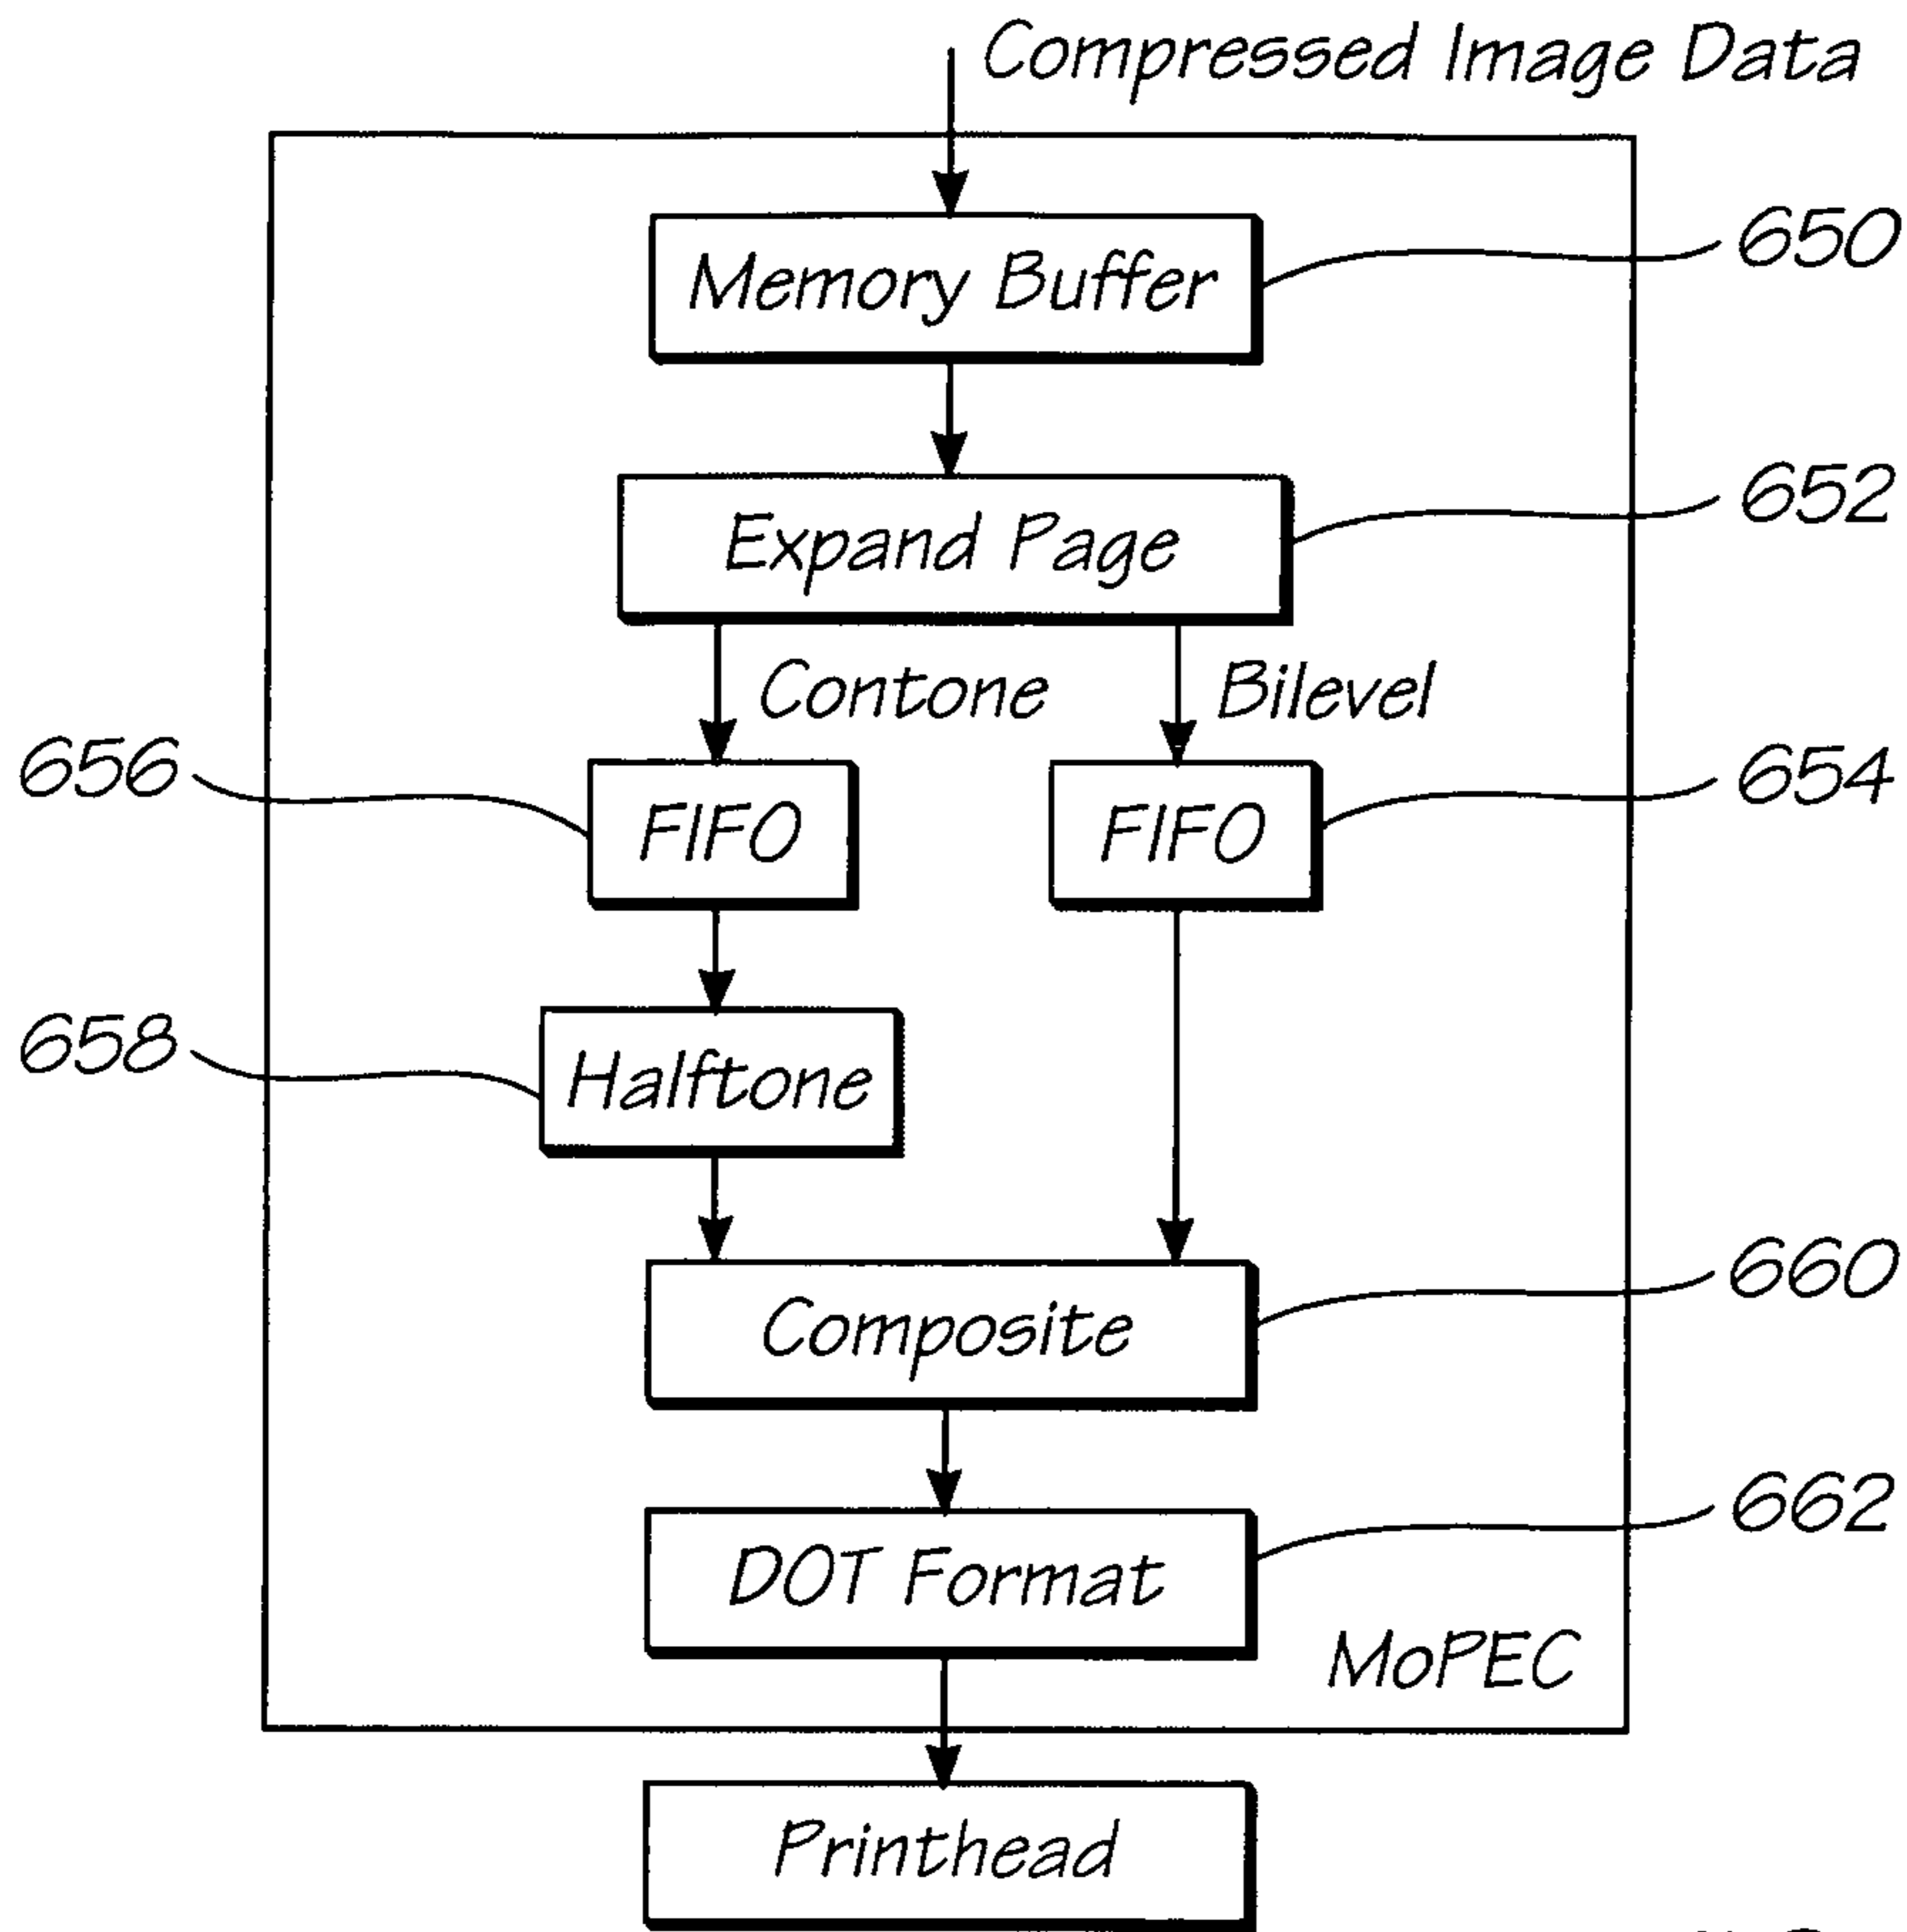 Compressed Image Data
Memory Buffer
650
Expand Page
652
Contone
Bilevel
656
FIFO
FIFO
654
658
Halftone
Composite
660
DOT Format
662
MoPEC
Printhead